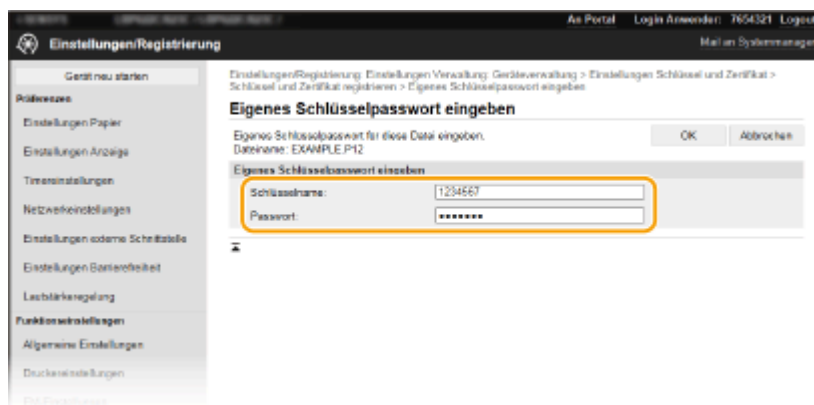 An Portal Login Anwender: 7654321 Logout
Einstellungen/Registrierung Mail an Systemmanager
Gerät neu starten
Präferenzen
Einstellungen Papier
Einstellungen Anzeige
Timereinstellungen
Netzwerkeinstellungen
Einstellungen externe Schnittstelle
Einstellungen Barrierefreiheit
Lautstärkeregelung
Funktionseinstellungen
Allgemeine Einstellungen
Druckereinstellungen
Einstellungen/Registrierung: Einstellungen Verwaltung: Geräteverwaltung > Einstellungen Schlüssel und Zertifikat >
Schlüssel und Zertifikat registrieren > Eigenes Schlüsselpasswort eingeben
Eigenes Schlüsselpasswort eingeben
Eigenes Schlüsselpasswort für diese Datei eingeben. OK Abbrechen
Dateiname: EXAMPLE.P12
Eigenes Schlüsselpasswort eingeben
Schlüsselname: 1234567
Passwort: •••••••